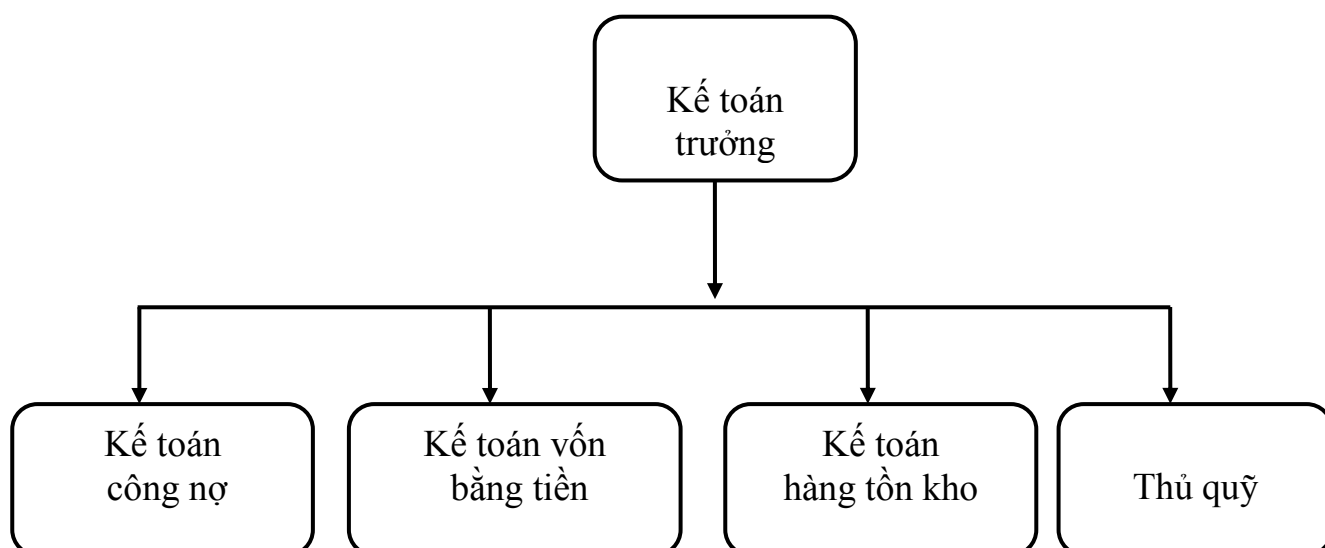 Kế toán
trưởng
Kế toán
công nợ
Kế toán vốn
bằng tiền
Kế toán
hàng tồn kho
Thủ quỹ